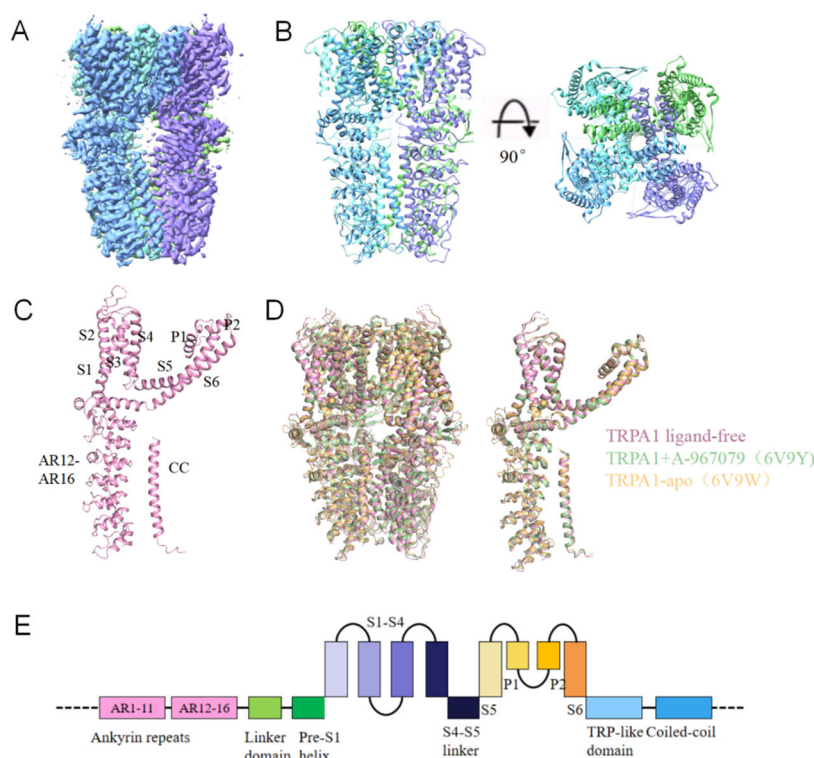 A
B
90°
C
S2
S4
P1
P2
S3
S5
S1
S6
AR12-
AR16
CC
D
TRPA1 ligand-free
TRPA1+A-967079（6V9Y）
TRPA1-apo（6V9W）
E
S1-S4
P1
P2
AR1-11
AR12-16
S5
S6
Ankyrin repeats
Linker
domain
Pre-S1
helix
S4-S5
linker
TRP-like
domain
Coiled-coil